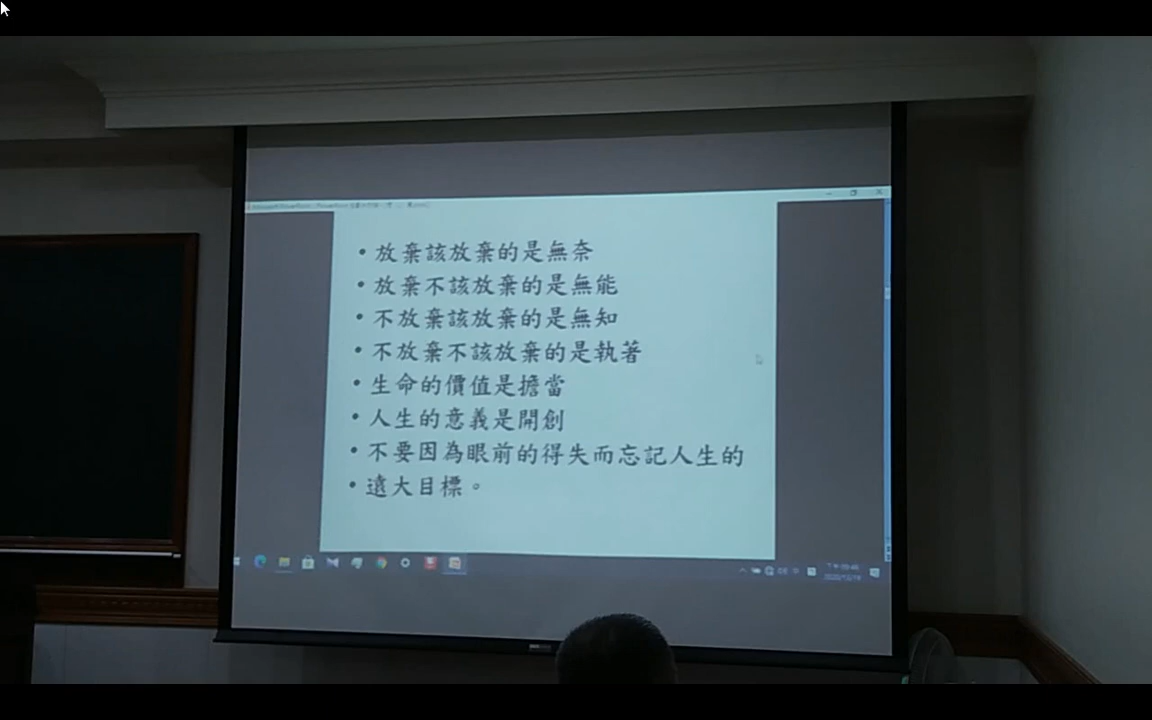 • 放棄該放棄的是無奈
• 放棄不該放棄的是無能
• 不放棄該放棄的是無知
• 不放棄不該放棄的是執著
• 生命的價值是擔當
• 人生的意義是開創
• 不要因為眼前的得失而忘記人生的
• 遠大目標。